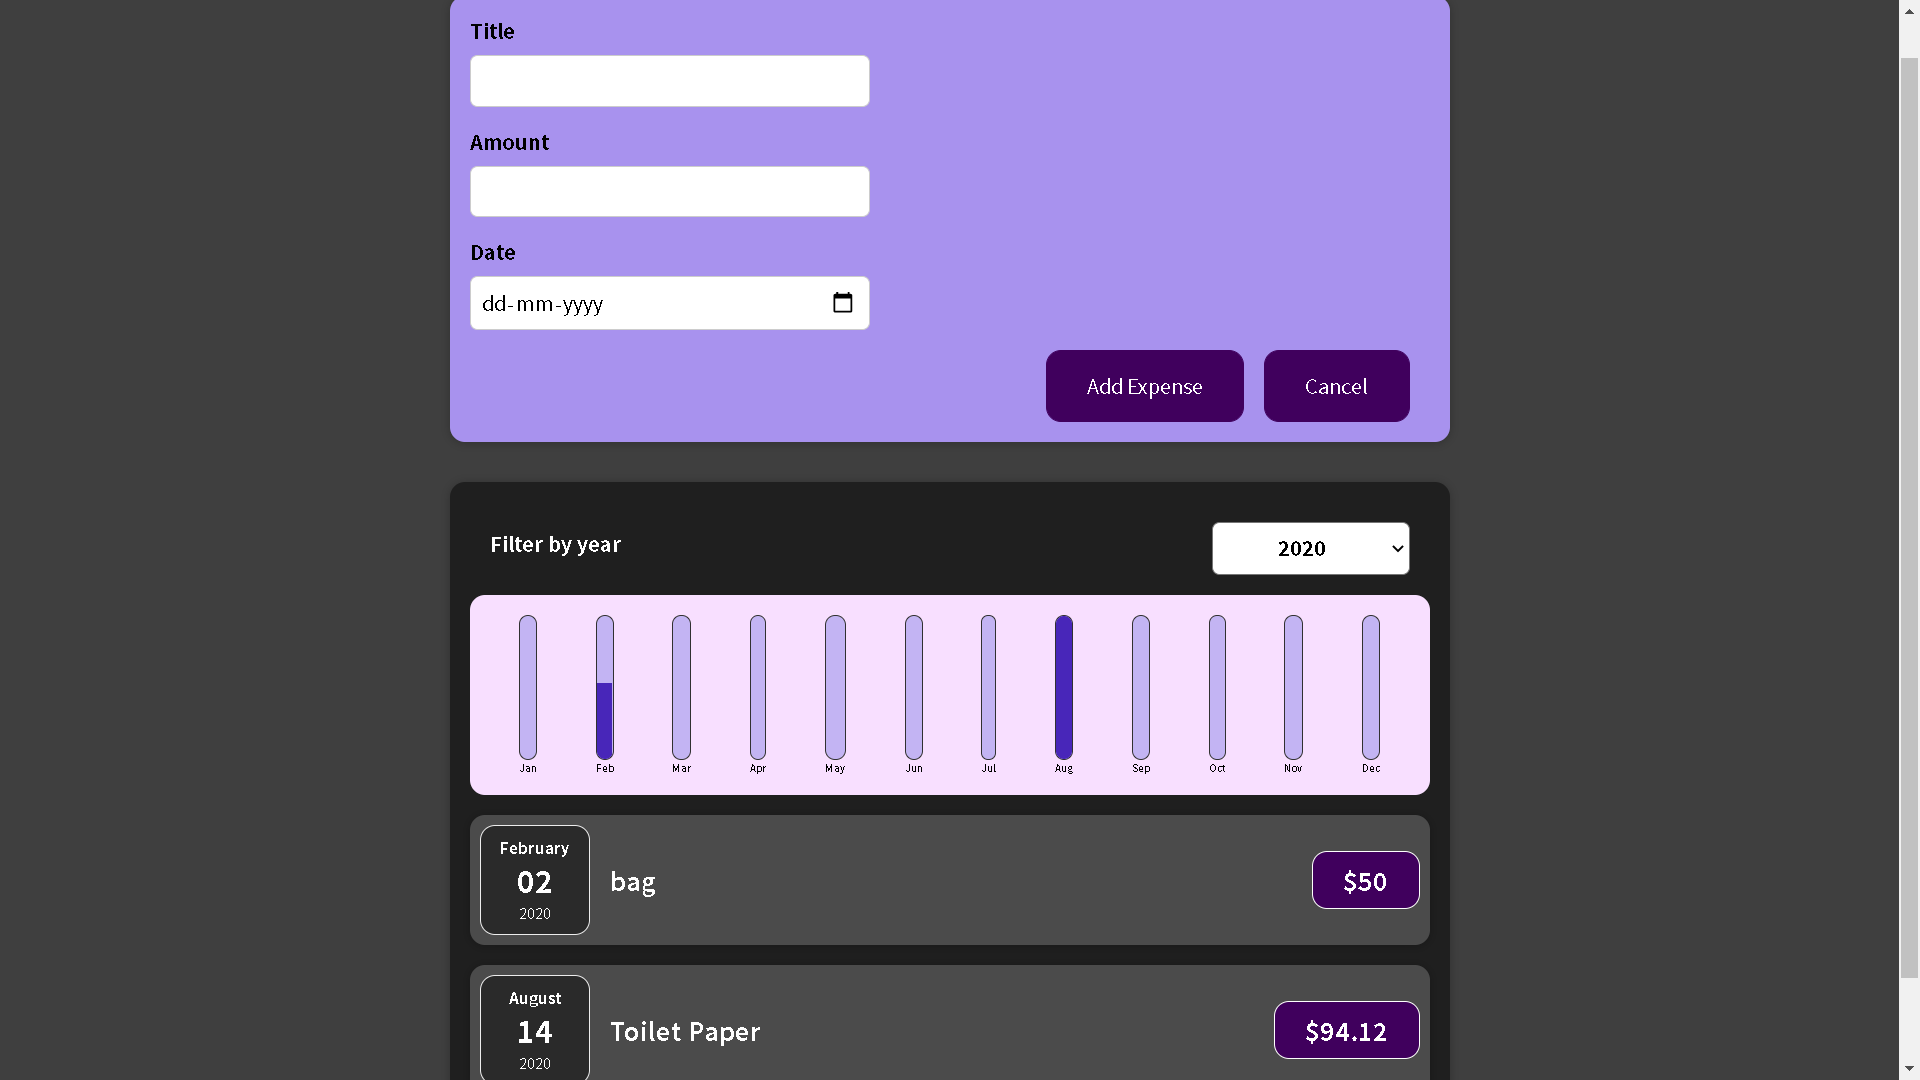 Title
Amount
Date
dd-mm-yyyy
Add Expense
Cancel
Filter by year
2020
Jan
Feb
Mar
Apr
May
Jun
Jul
Aug
Sep
Oct
Nov
Dec
February
02
2020
bag
$50
August
14
2020
Toilet Paper
$94.12